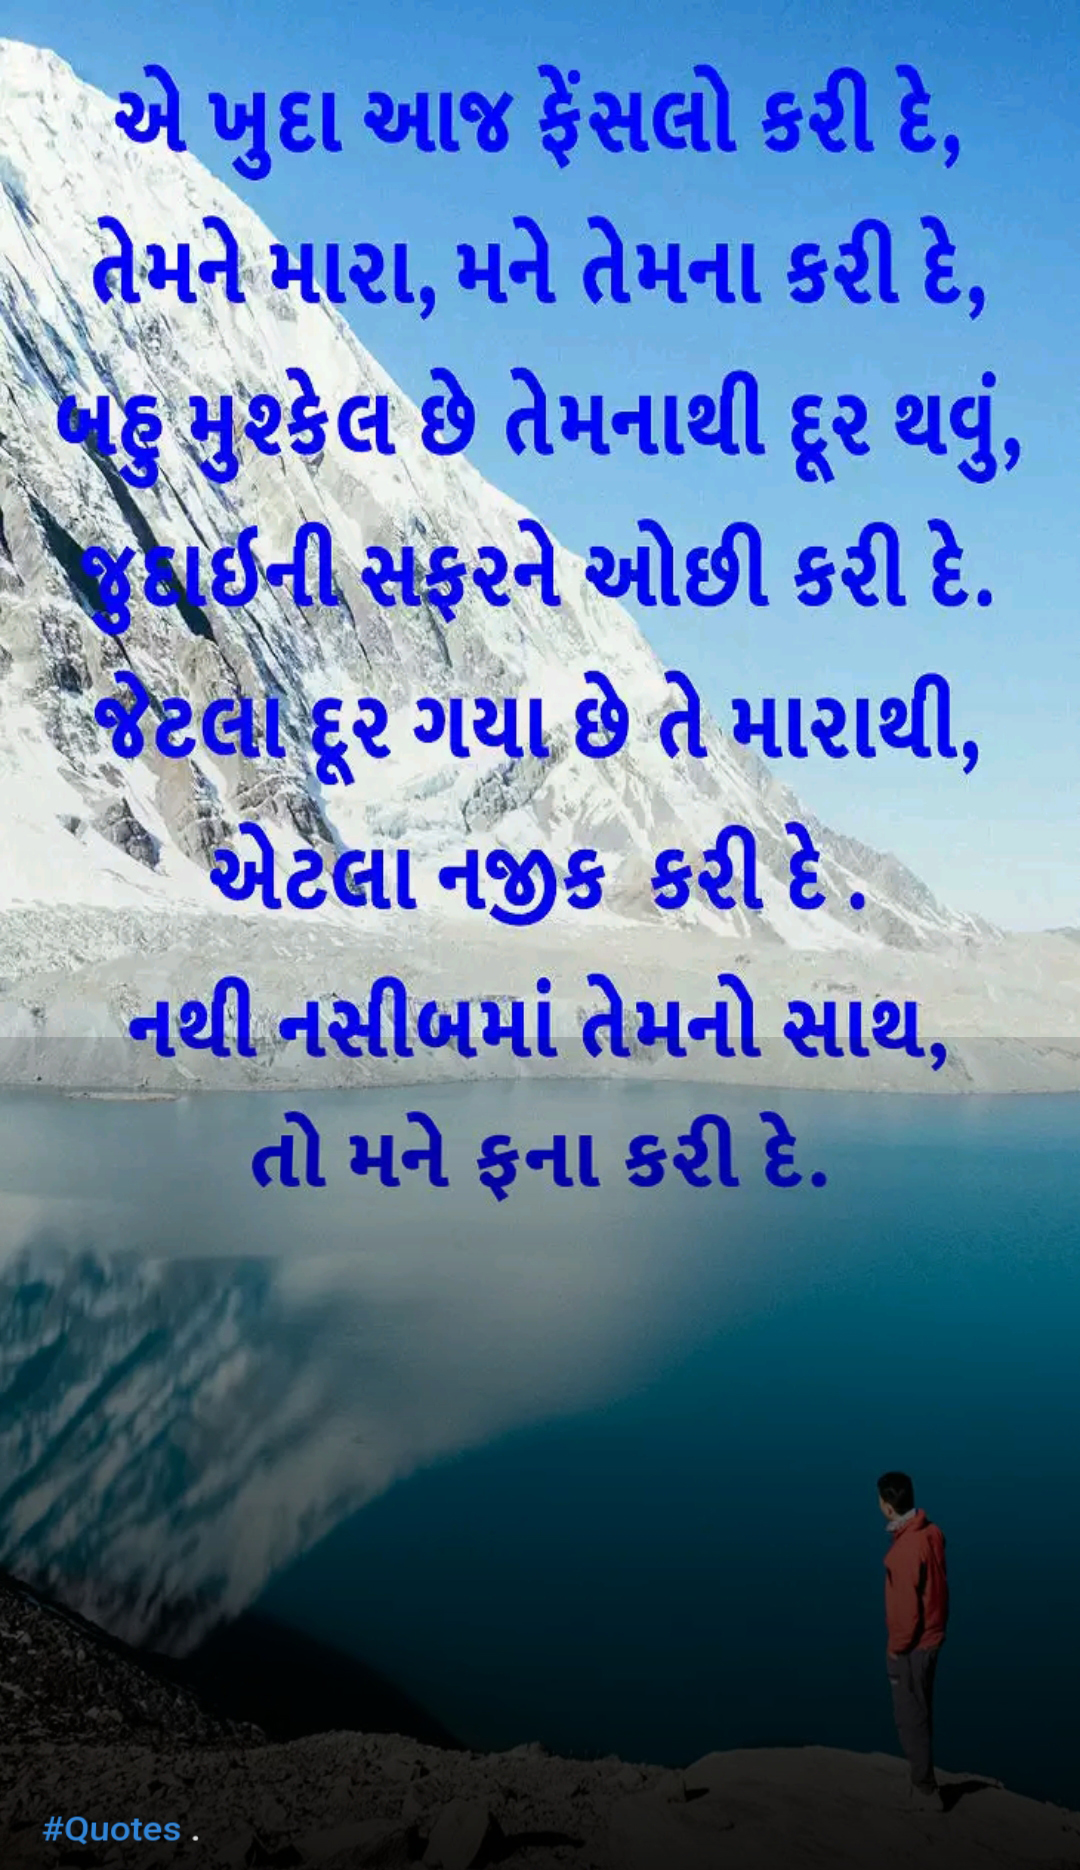 એ ખુદા આજ ફેંસલો કરી દે,
તેમને મારા, મને તેમના કરી દે,
બહુ મુશ્કેલ છે તેમનાથી દૂર થવું,
જુદાઇની સફરને ઓછી કરી દે.
જેટલા દૂર ગયા છે તે મારાથી,
એટલા નજીક કરી દે .
નથી નસીબમાં તેમનો સાથ,
તો મને ફના કરી દે.
#Quotes .